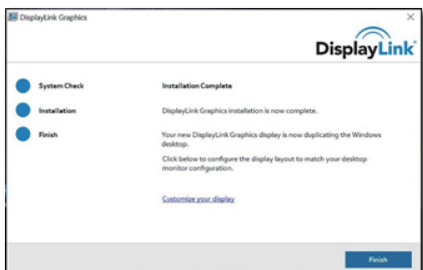 DisplayLink Graphics
DisplayLink
System Check
Installation Complete
Installation
DisplayLink Graphics installation is now complete.
Finish
Your new DisplayLink Graphics display is now duplicating the Windows
desktop.
Click below to configure the display layout to match your desktop
monitor configuration.
Customize your display
Finish